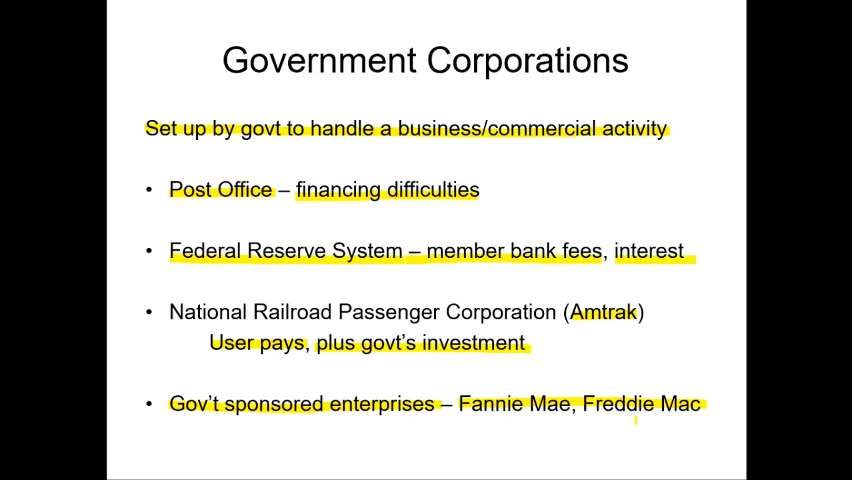 Government Corporations
Set up by govt to handle a business/commercial activity
• Post Office – financing difficulties
• Federal Reserve System – member bank fees, interest
• National Railroad Passenger Corporation (Amtrak)
User pays, plus govt's investment
• Gov't sponsored enterprises – Fannie Mae, Freddie Mac